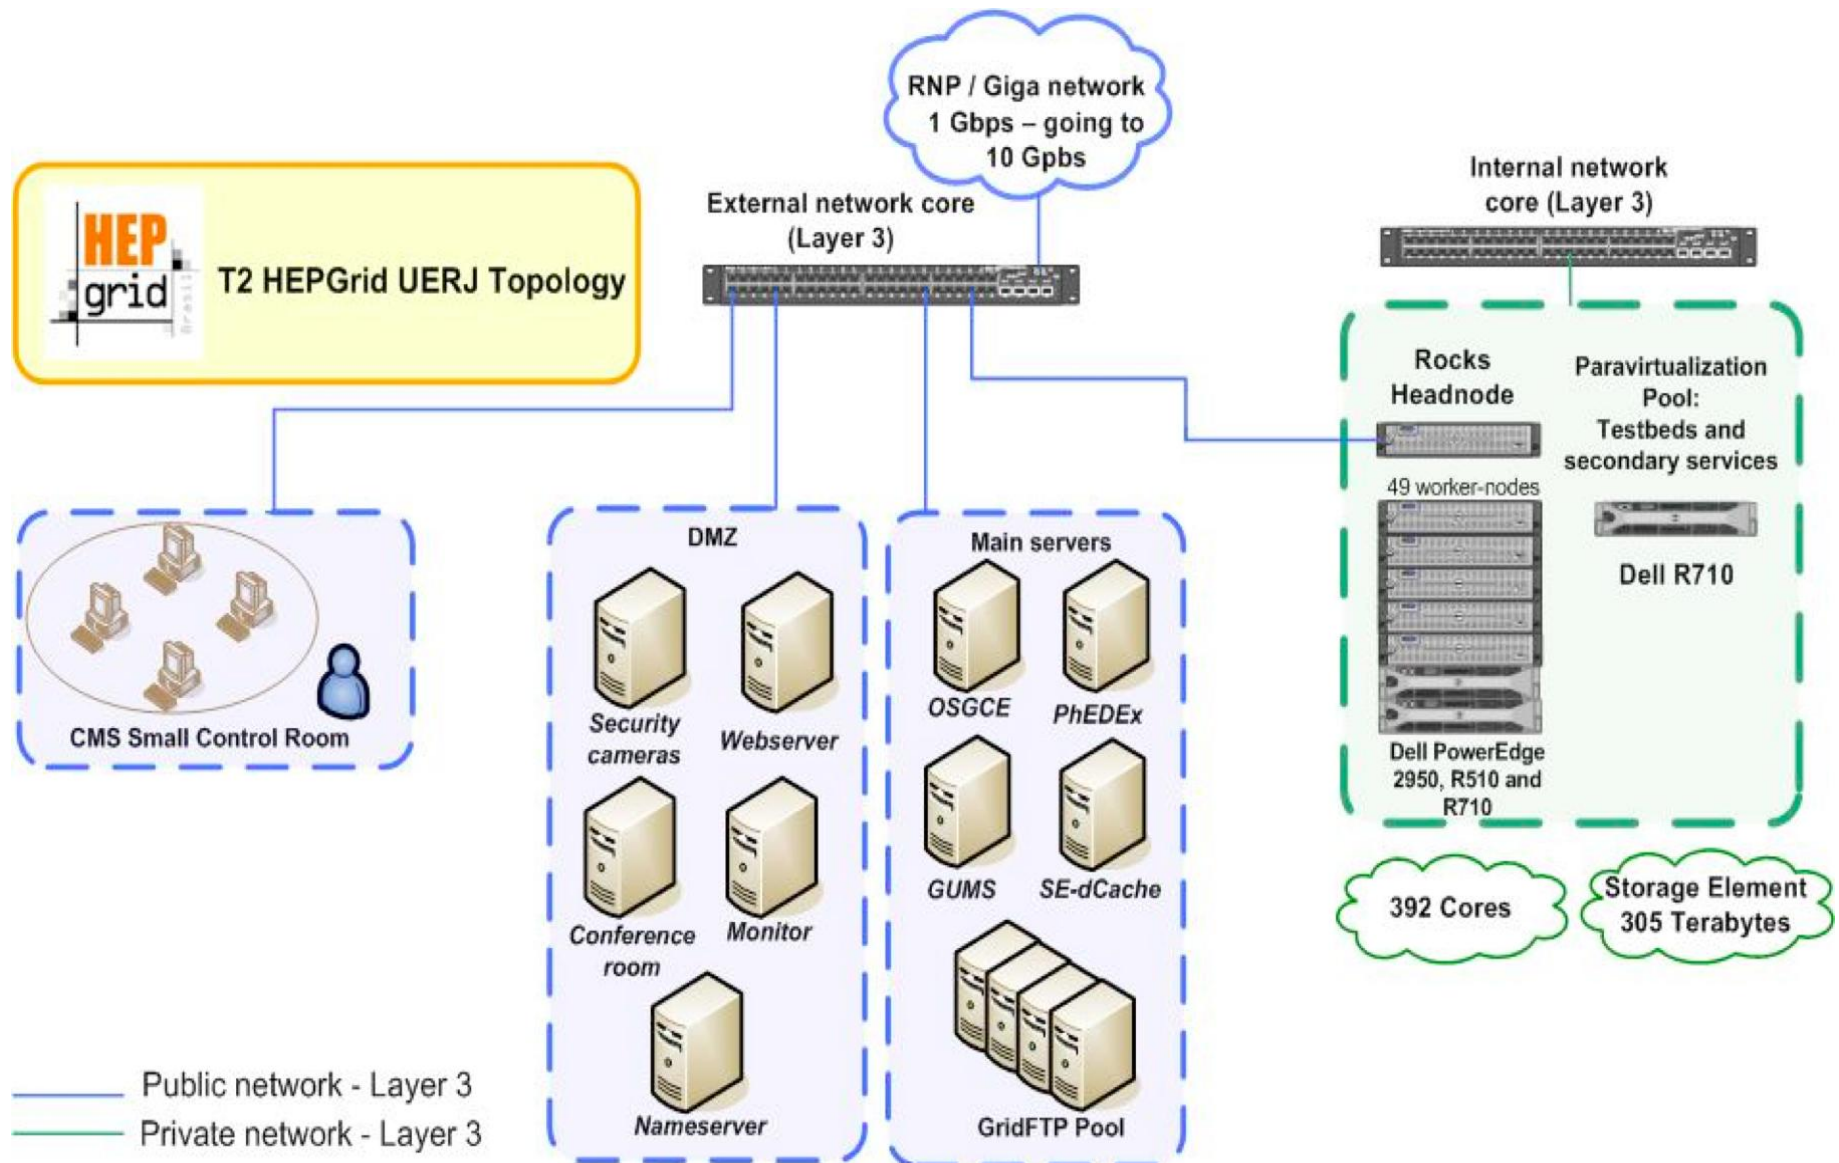 RNP / Giga network
1 Gbps – going to
10 Gpbs
HEP
grid
Brasil
T2 HEPGrid UERJ Topology
External network core
(Layer 3)
Internal network
core (Layer 3)
Rocks
Headnode
49 worker-nodes
Dell PowerEdge
2950, R510 and
R710
Paravirtualization
Pool:
Testbeds and
secondary services
Dell R710
392 Cores
Storage Element
305 Terabytes
CMS Small Control Room
DMZ
Security
cameras
Webserver
Conference
room
Monitor
Nameserver
Main servers
OSGCE
PhEDEx
GUMS
SE-dCache
GridFTP Pool
Public network - Layer 3
Private network - Layer 3